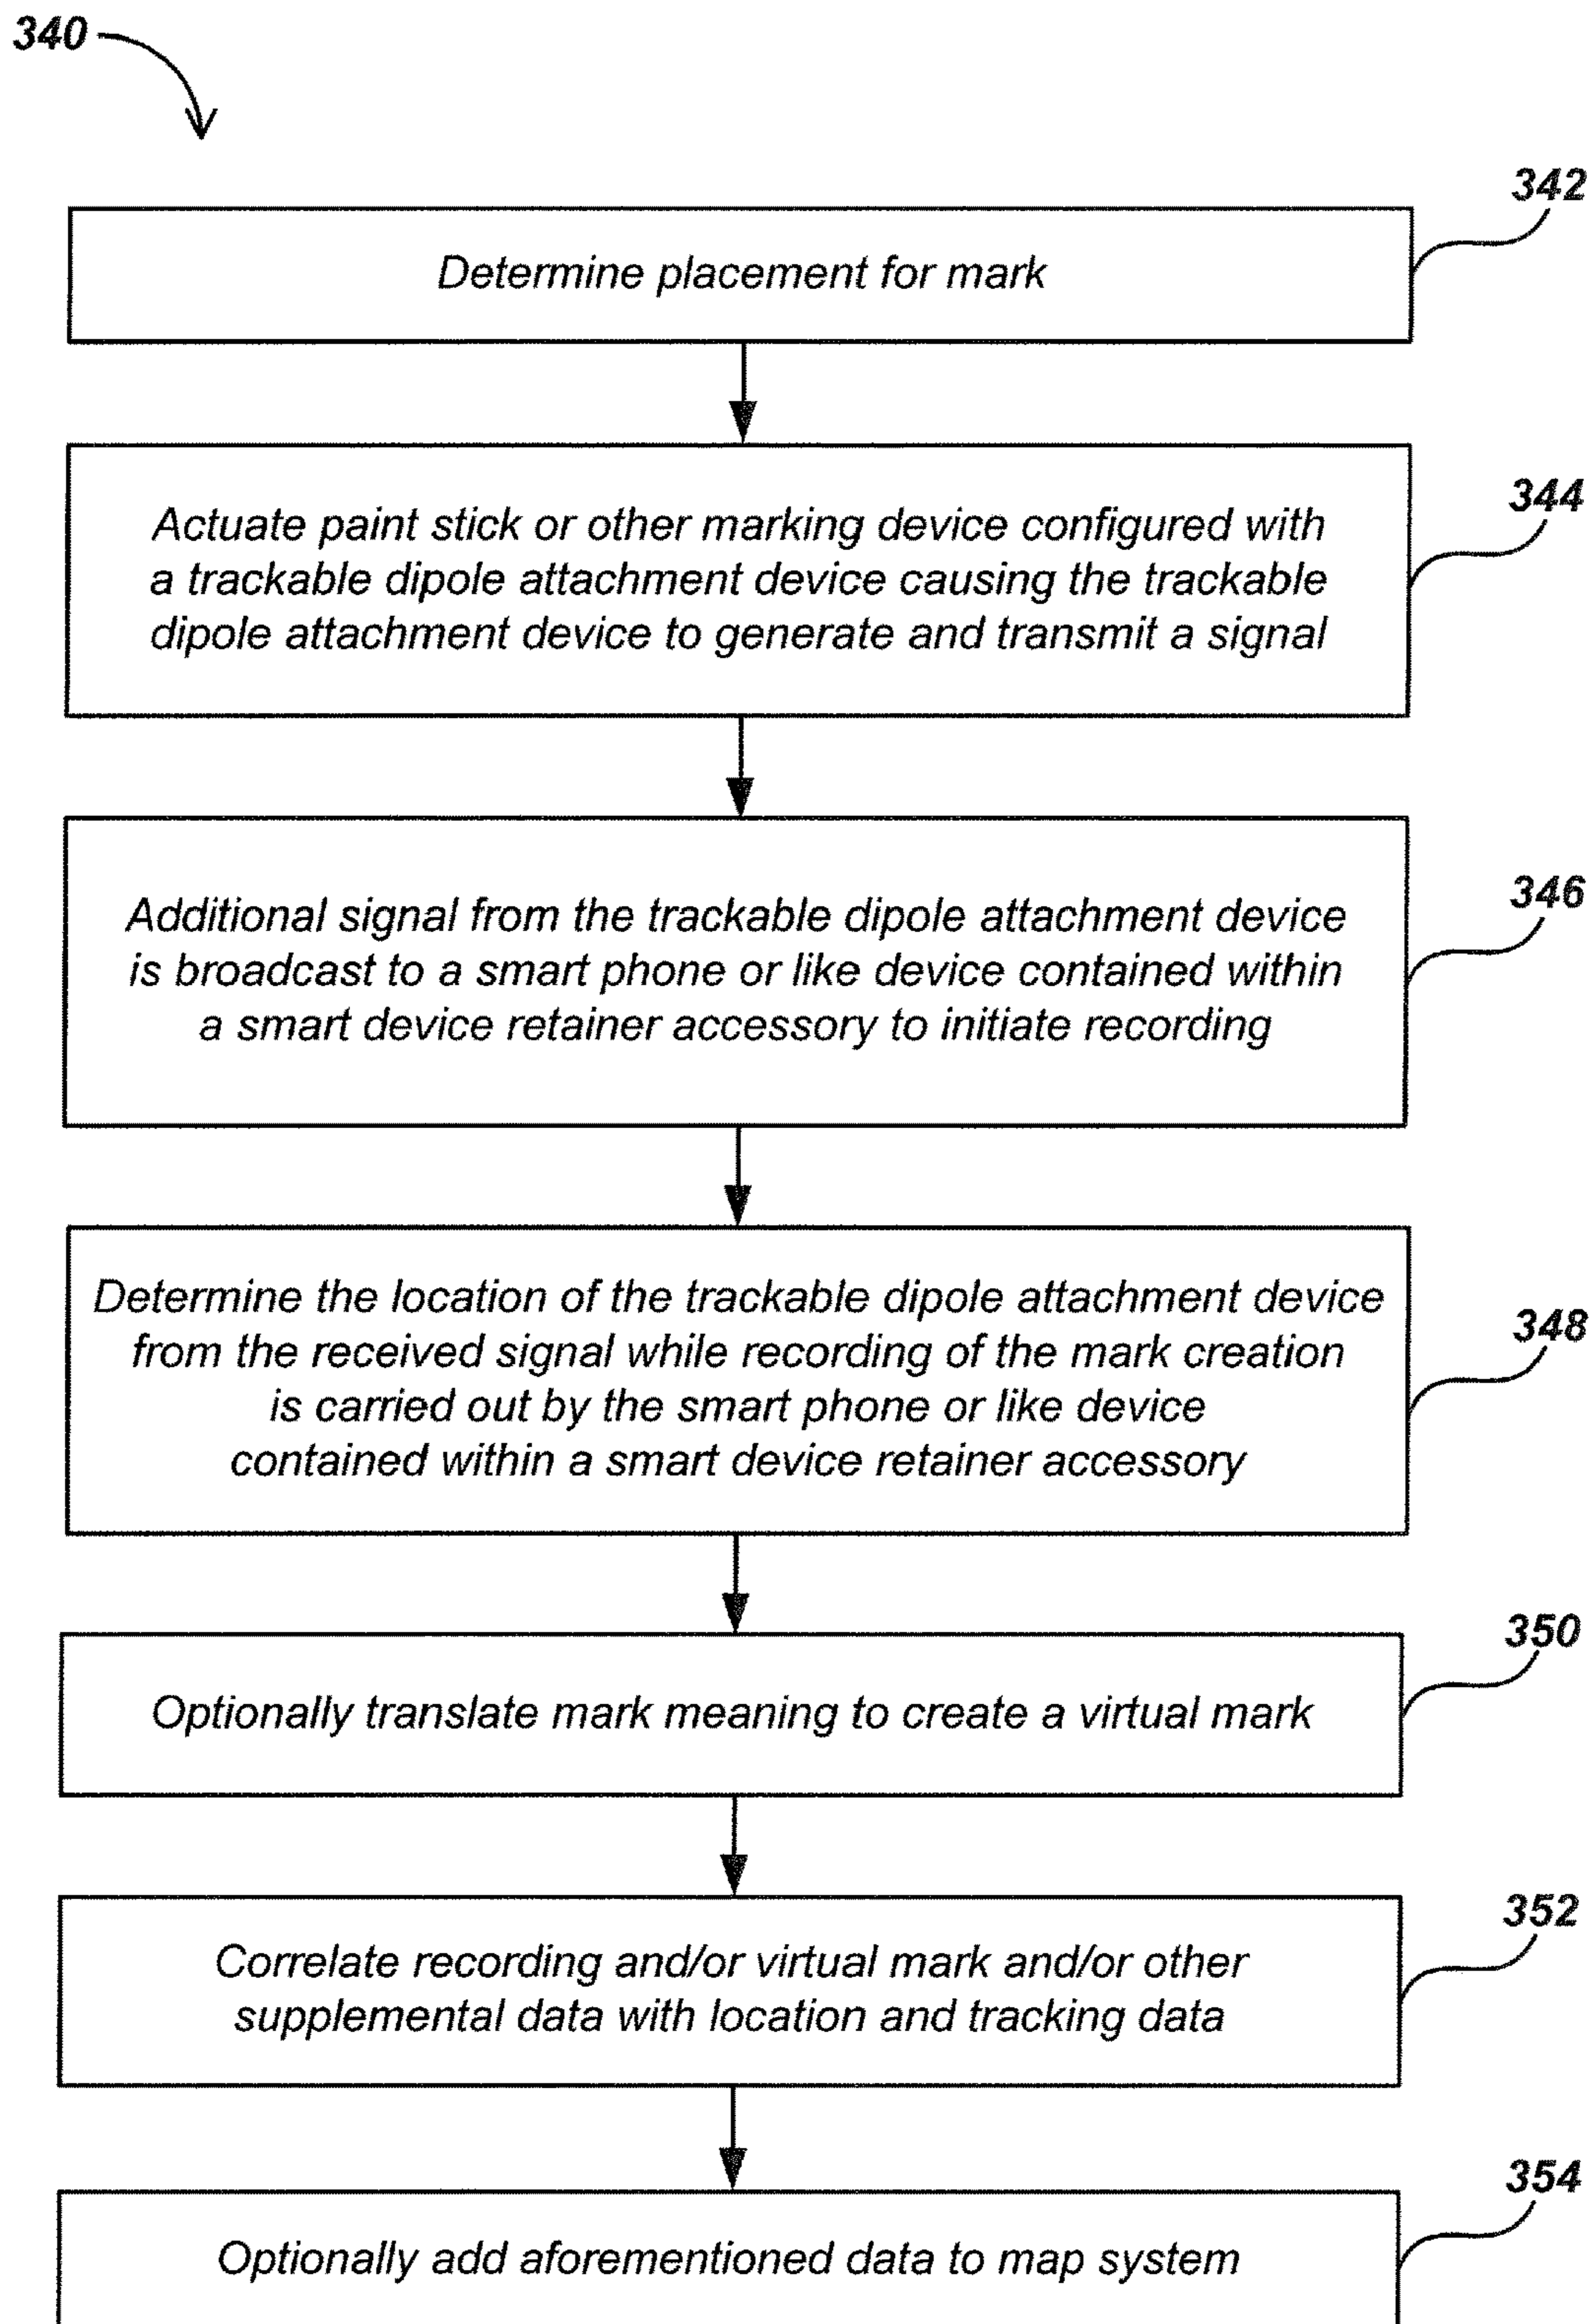 340
342
Determine placement for mark
344
Actuate paint stick or other marking device configured with
a trackable dipole attachment device causing the trackable
dipole attachment device to generate and transmit a signal
346
Additional signal from the trackable dipole attachment device
is broadcast to a smart phone or like device contained within
a smart device retainer accessory to initiate recording
348
Determine the location of the trackable dipole attachment device
from the received signal while recording of the mark creation
is carried out by the smart phone or like device
contained within a smart device retainer accessory
350
Optionally translate mark meaning to create a virtual mark
352
Correlate recording and/or virtual mark and/or other
supplemental data with location and tracking data
354
Optionally add aforementioned data to map system